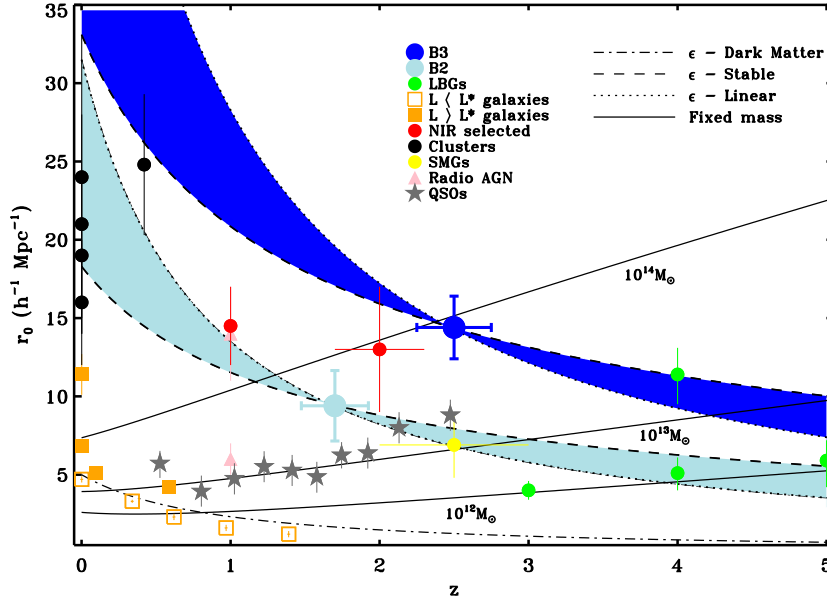 B3
B2
LBGs
L < L* galaxies
L > L* galaxies
NIR selected
Clusters
SMGs
Radio AGN
QSOs
ϵ - Dark Matter
ϵ - Stable
ϵ - Linear
Fixed mass
35
30
25
20
15
10
5
r₀ (h⁻¹ Mpc⁻¹)
10¹⁴M☉
10¹³M☉
10¹²M☉
0 1 2 3 4 5
z